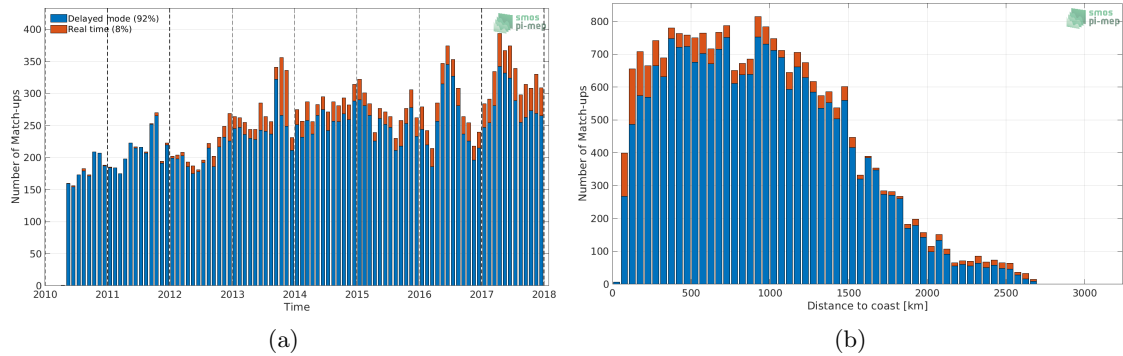 Delayed mode (92%)
Real time (8%)
smos
pi-mep
Number of Match-ups
400
350
300
250
200
150
100
50
0
2010 2011 2012 2013 2014 2015 2016 2017 2018
Time
(a)
smos
pi-mep
Number of Match-ups
800
700
600
500
400
300
200
100
0
0 500 1000 1500 2000 2500 3000
Distance to coast [km]
(b)